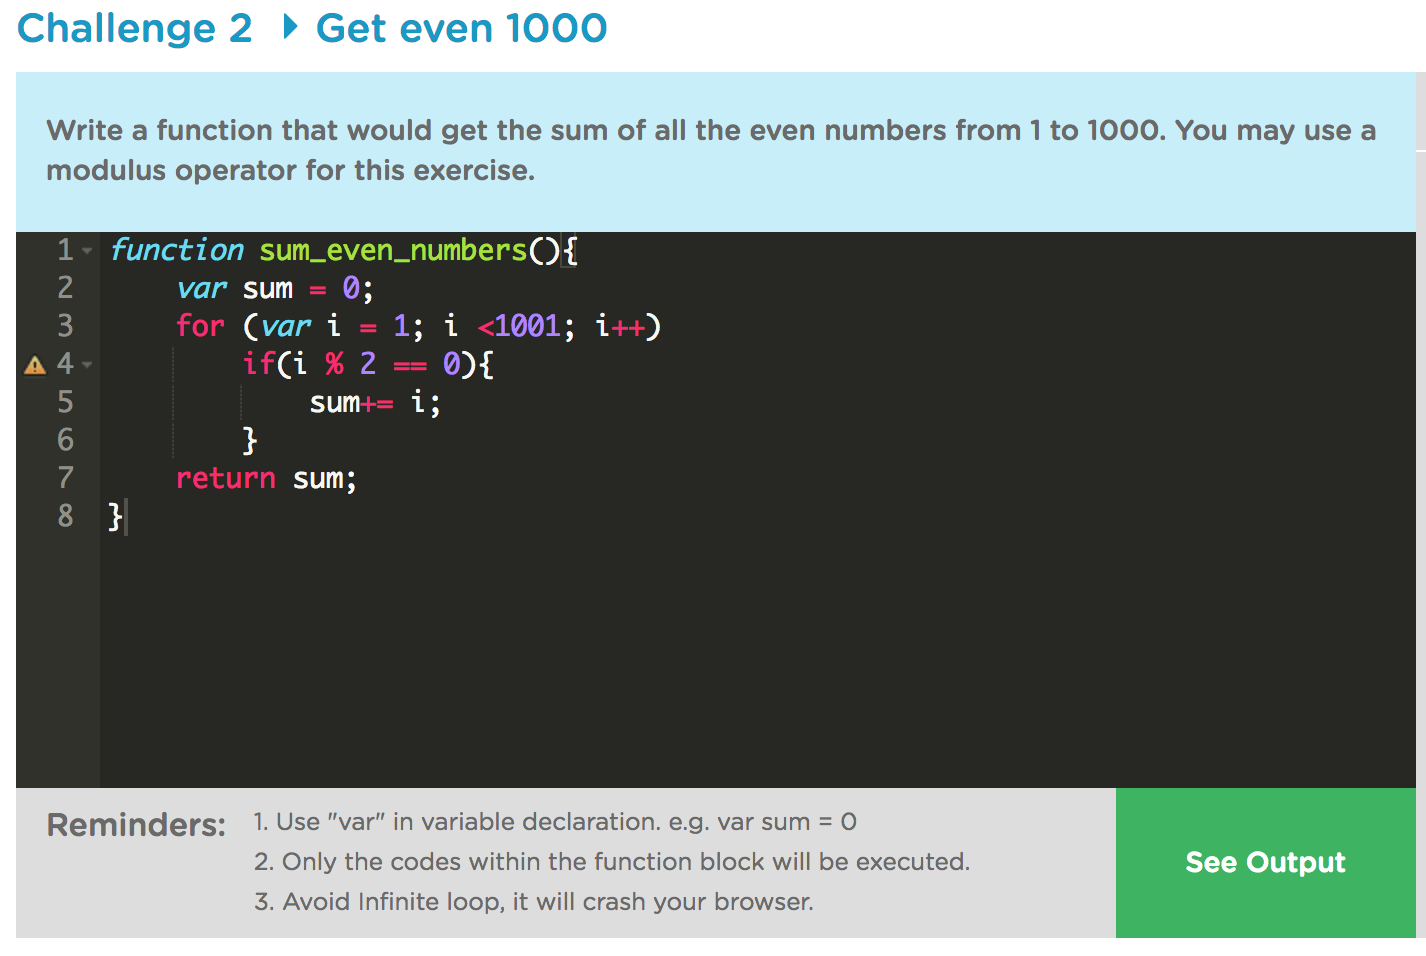 Challenge 2 ▸ Get even 1000
Write a function that would get the sum of all the even numbers from 1 to 1000. You may use a
modulus operator for this exercise.
1 function sum_even_numbers(){
2     var sum = 0;
3     for (var i = 1; i <1001; i++)
4         if(i % 2 == 0){
5             sum+= i;
6         }
7     return sum;
8 }
Reminders: 1. Use "var" in variable declaration. e.g. var sum = 0
2. Only the codes within the function block will be executed.
3. Avoid Infinite loop, it will crash your browser.
See Output